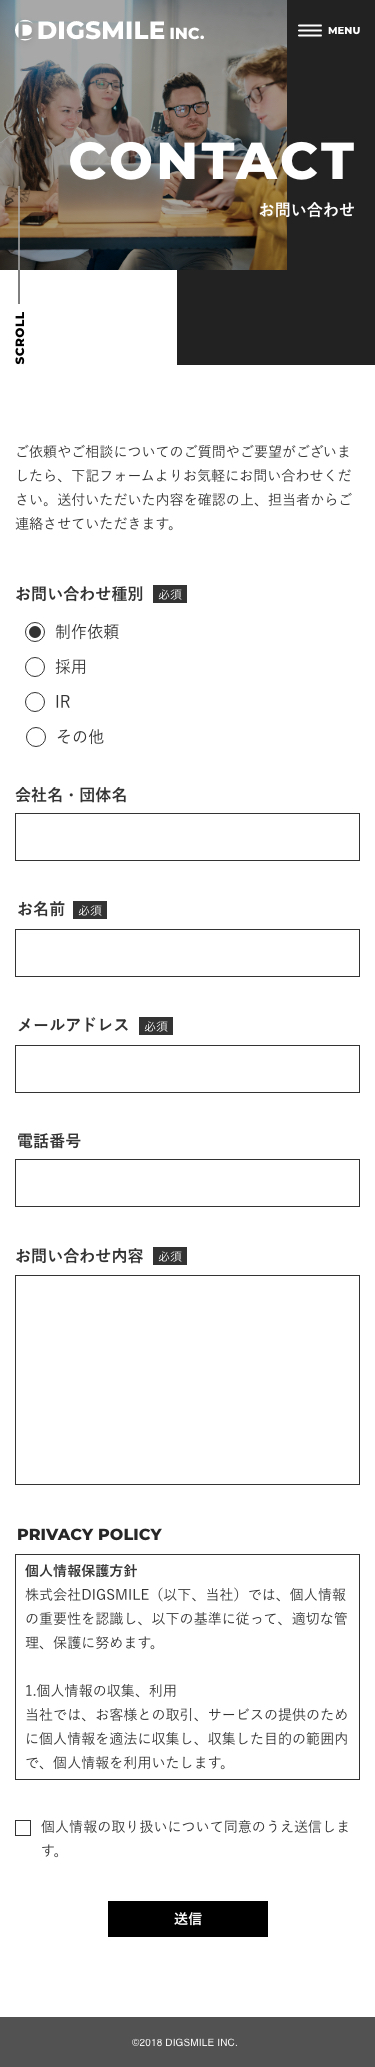 DIGSMILE INC.
MENU
CONTACT
お問い合わせ
SCROLL
ご依頼やご相談についてのご質問やご要望がございま
したら、下記フォームよりお気軽にお問い合わせくだ
さい。送付いただいた内容を確認の上、担当者からご
連絡させていただきます。
お問い合わせ種別 必須
制作依頼
採用
IR
その他
会社名・団体名
お名前 必須
メールアドレス 必須
電話番号
お問い合わせ内容 必須
PRIVACY POLICY
個人情報保護方針
株式会社DIGSMILE（以下、当社）では、個人情報
の重要性を認識し、以下の基準に従って、適切な管
理、保護に努めます。
1.個人情報の収集、利用
当社では、お客様との取引、サービスの提供のため
に個人情報を適法に収集し、収集した目的の範囲内
で、個人情報を利用いたします。
個人情報の取り扱いについて同意のうえ送信しま
す。
送信
©2018 DIGSMILE INC.